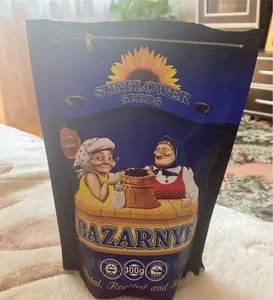 SUNFLOWER
SEEDS
BAZARNYE
300g
Roasted and